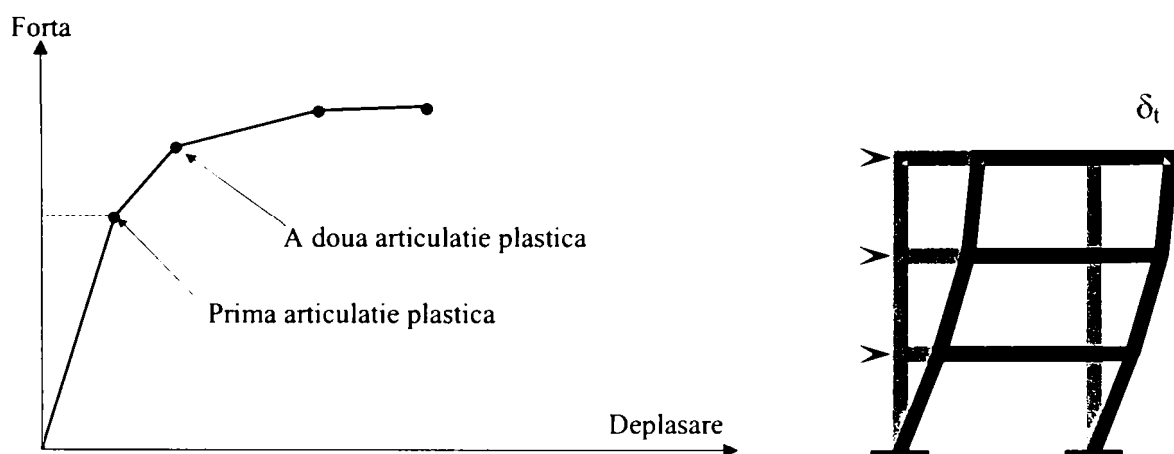 Forta
δt
A doua articulatie plastica
Prima articulatie plastica
Deplasare